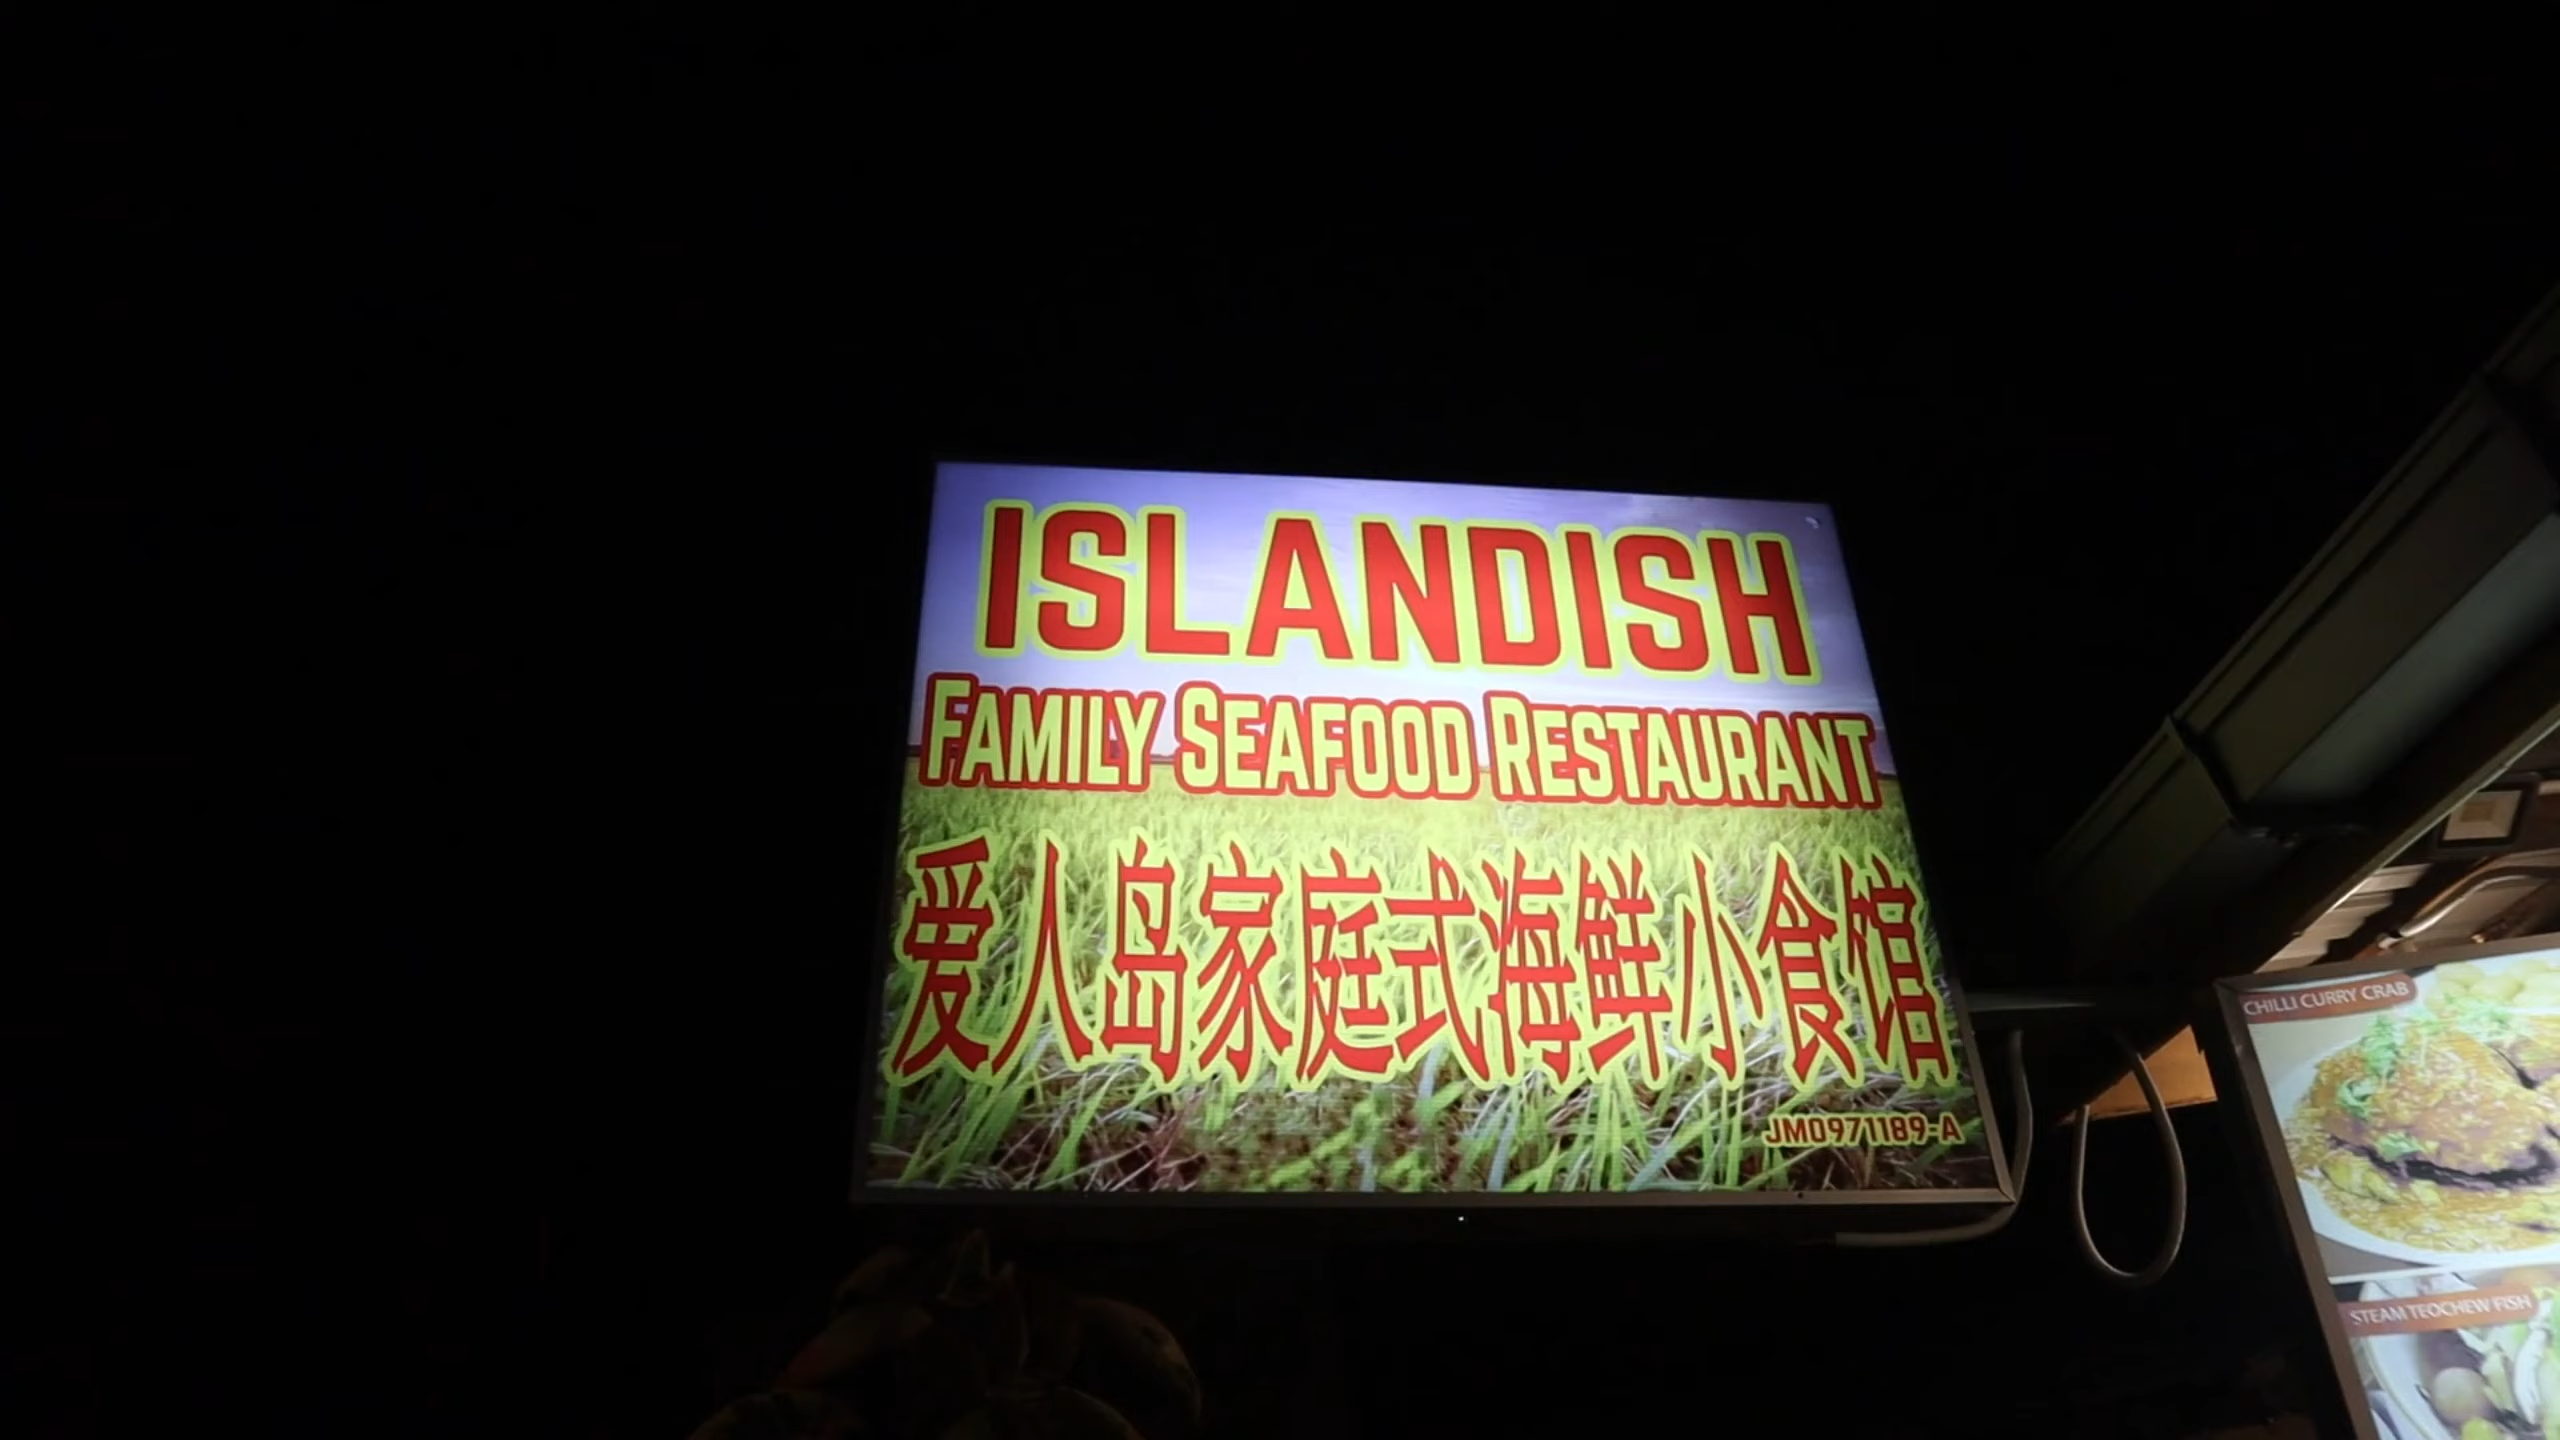 ISLANDISH
FAMILY SEAFOOD RESTAURANT
爱人岛家庭式海鲜小食馆
JM0971189-A
CHILLI CURRY CRAB
STEAM TEOCHEW FISH